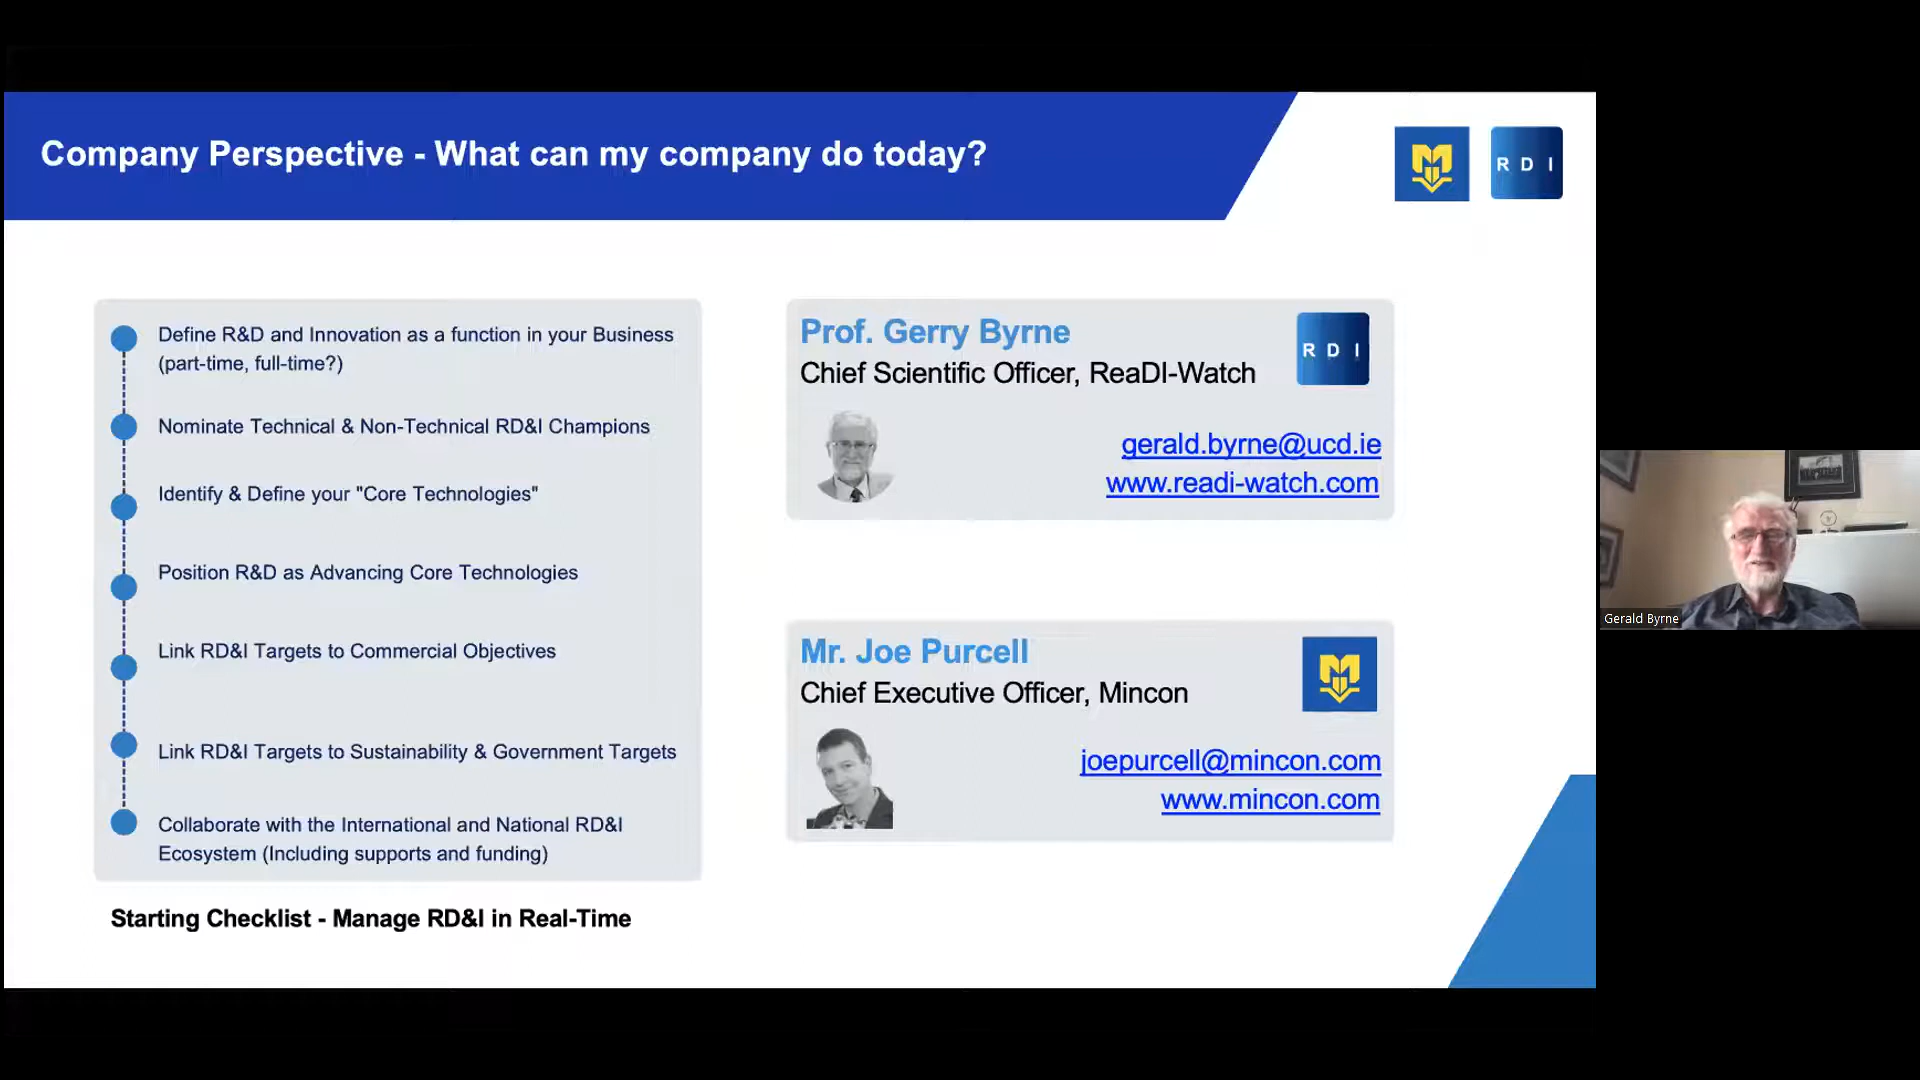 Company Perspective - What can my company do today?
R D I
Define R&D and Innovation as a function in your Business
(part-time, full-time?)
Nominate Technical & Non-Technical RD&I Champions
Identify & Define your "Core Technologies"
Position R&D as Advancing Core Technologies
Link RD&I Targets to Commercial Objectives
Link RD&I Targets to Sustainability & Government Targets
Collaborate with the International and National RD&I
Ecosystem (Including supports and funding)
Starting Checklist - Manage RD&I in Real-Time
Prof. Gerry Byrne
R D I
Chief Scientific Officer, ReaDI-Watch
gerald.byrne@ucd.ie
www.readi-watch.com
Mr. Joe Purcell
Chief Executive Officer, Mincon
joepurcell@mincon.com
www.mincon.com
Gerald Byrne